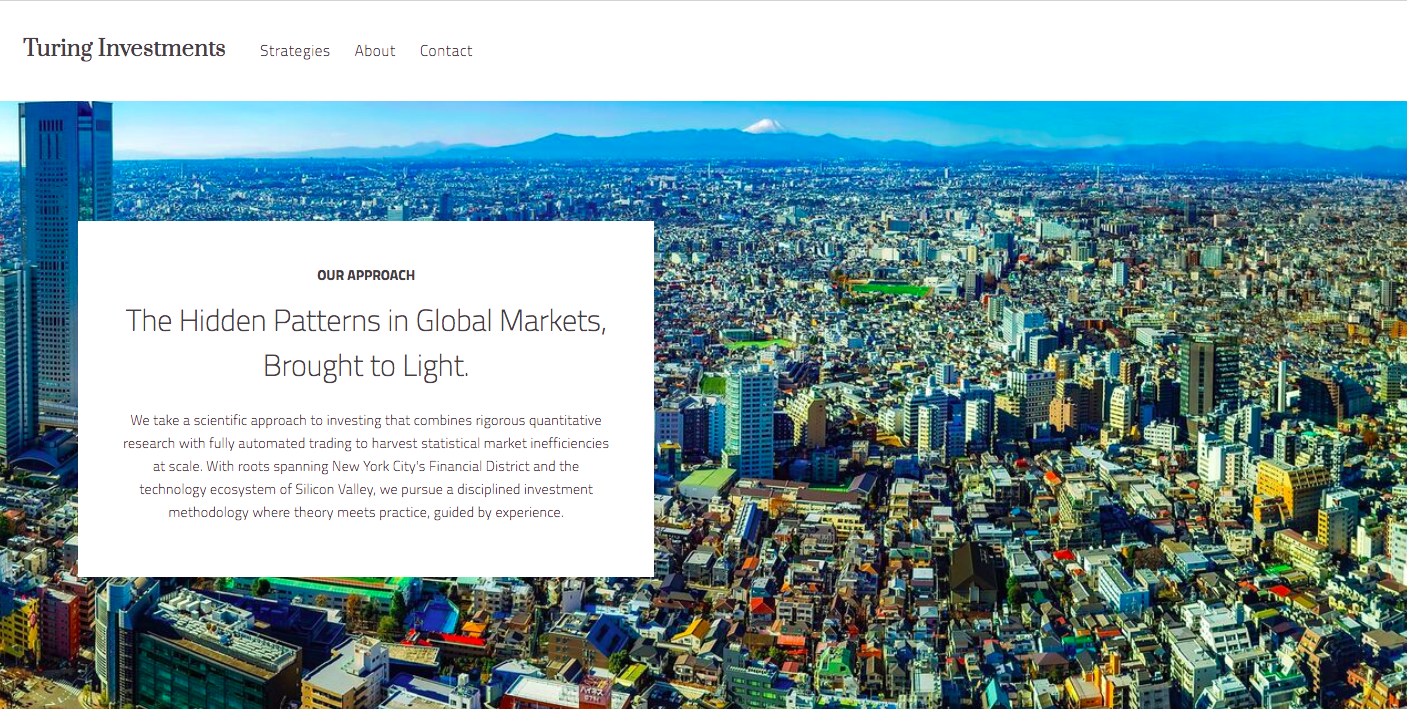 Turing Investments
Strategies
About
Contact
OUR APPROACH
The Hidden Patterns in Global Markets,
Brought to Light.
We take a scientific approach to investing that combines rigorous quantitative
research with fully automated trading to harvest statistical market inefficiencies
at scale. With roots spanning New York City's Financial District and the
technology ecosystem of Silicon Valley, we pursue a disciplined investment
methodology where theory meets practice, guided by experience.